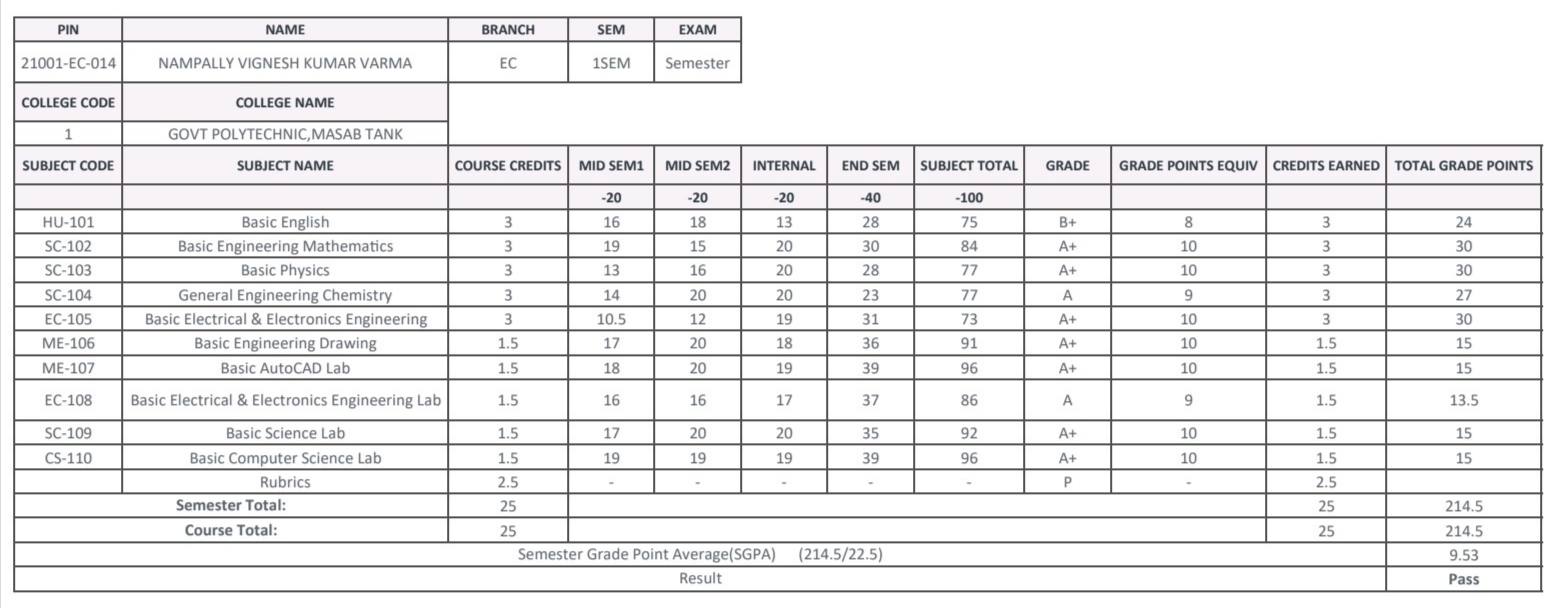 PIN NAME BRANCH SEM EXAM
21001-EC-014 NAMPALLY VIGNESH KUMAR VARMA EC 1SEM Semester
COLLEGE CODE COLLEGE NAME
1 GOVT POLYTECHNIC,MASAB TANK
SUBJECT CODE SUBJECT NAME COURSE CREDITS MID SEM1 MID SEM2 INTERNAL END SEM SUBJECT TOTAL GRADE GRADE POINTS EQUIV CREDITS EARNED TOTAL GRADE POINTS
-20 -20 -20 -40 -100
HU-101 Basic English 3 16 18 13 28 75 B+ 8 3 24
SC-102 Basic Engineering Mathematics 3 19 15 20 30 84 A+ 10 3 30
SC-103 Basic Physics 3 13 16 20 28 77 A+ 10 3 30
SC-104 General Engineering Chemistry 3 14 20 20 23 77 A 9 3 27
EC-105 Basic Electrical & Electronics Engineering 3 10.5 12 19 31 73 A+ 10 3 30
ME-106 Basic Engineering Drawing 1.5 17 20 18 36 91 A+ 10 1.5 15
ME-107 Basic AutoCAD Lab 1.5 18 20 19 39 96 A+ 10 1.5 15
EC-108 Basic Electrical & Electronics Engineering Lab 1.5 16 16 17 37 86 A 9 1.5 13.5
SC-109 Basic Science Lab 1.5 17 20 20 35 92 A+ 10 1.5 15
CS-110 Basic Computer Science Lab 1.5 19 19 19 39 96 A+ 10 1.5 15
Rubrics 2.5 - - - - - P - 2.5
Semester Total: 25 25 214.5
Course Total: 25 25 214.5
Semester Grade Point Average(SGPA) (214.5/22.5) 9.53
Result Pass